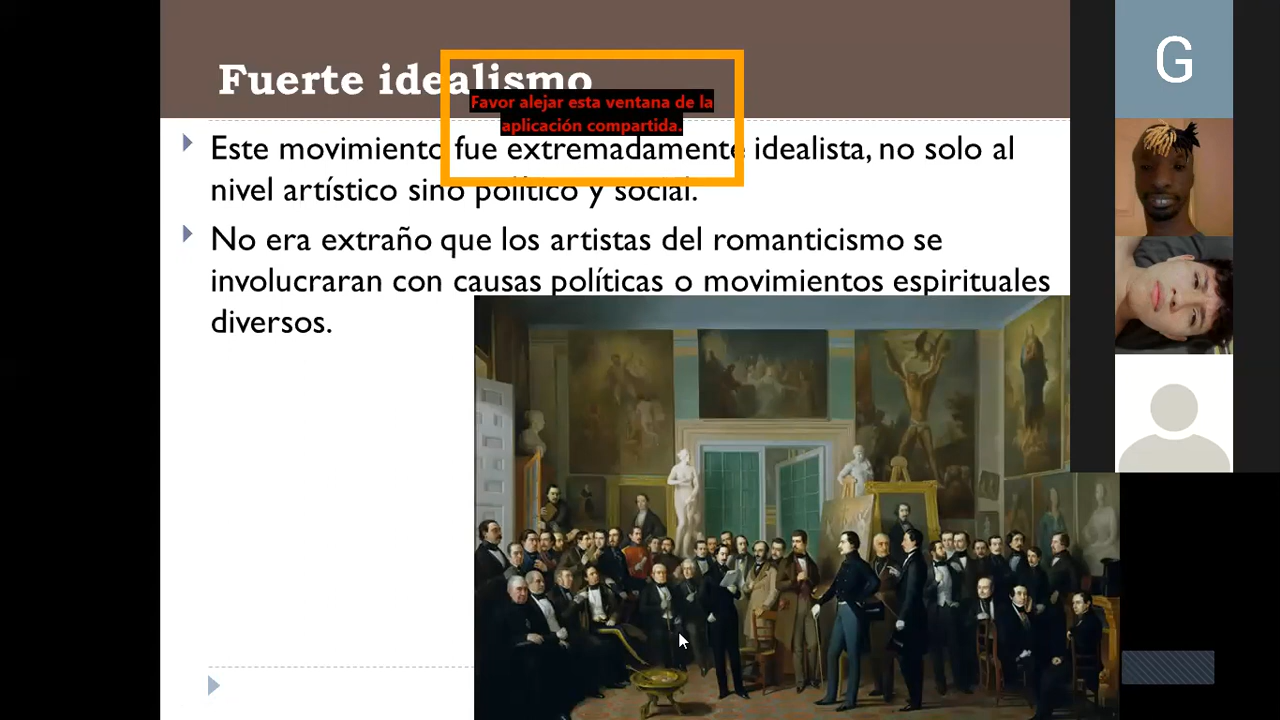 Fuerte idealismo
Favor alejar esta ventana de la
aplicación compartida.
Este movimiento fue extremadamente idealista, no solo al
nivel artístico sino político y social.
No era extraño que los artistas del romanticismo se
involucraran con causas políticas o movimientos espirituales
diversos.
G